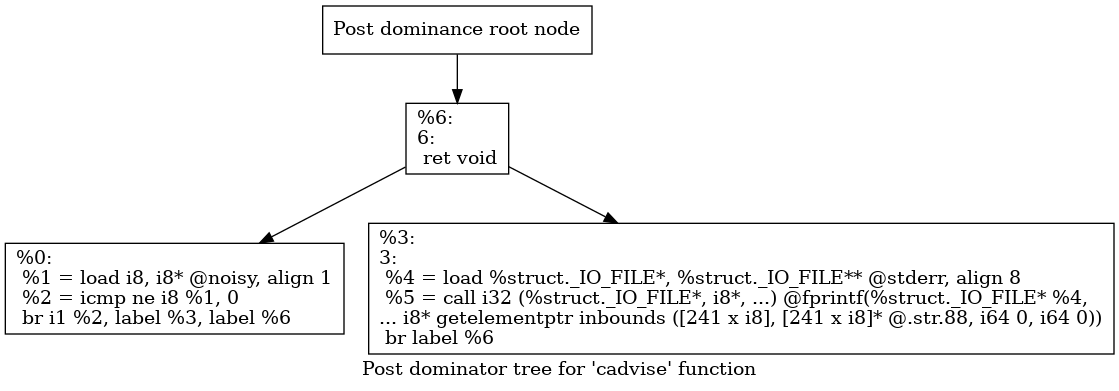 Post dominance root node
%6:
6:
 ret void
%0:
 %1 = load i8, i8* @noisy, align 1
 %2 = icmp ne i8 %1, 0
 br i1 %2, label %3, label %6
%3:
3:
 %4 = load %struct._IO_FILE*, %struct._IO_FILE** @stderr, align 8
 %5 = call i32 (%struct._IO_FILE*, i8*, ...) @fprintf(%struct._IO_FILE* %4,
... i8* getelementptr inbounds ([241 x i8], [241 x i8]* @.str.88, i64 0, i64 0))
 br label %6
Post dominator tree for 'cadvise' function